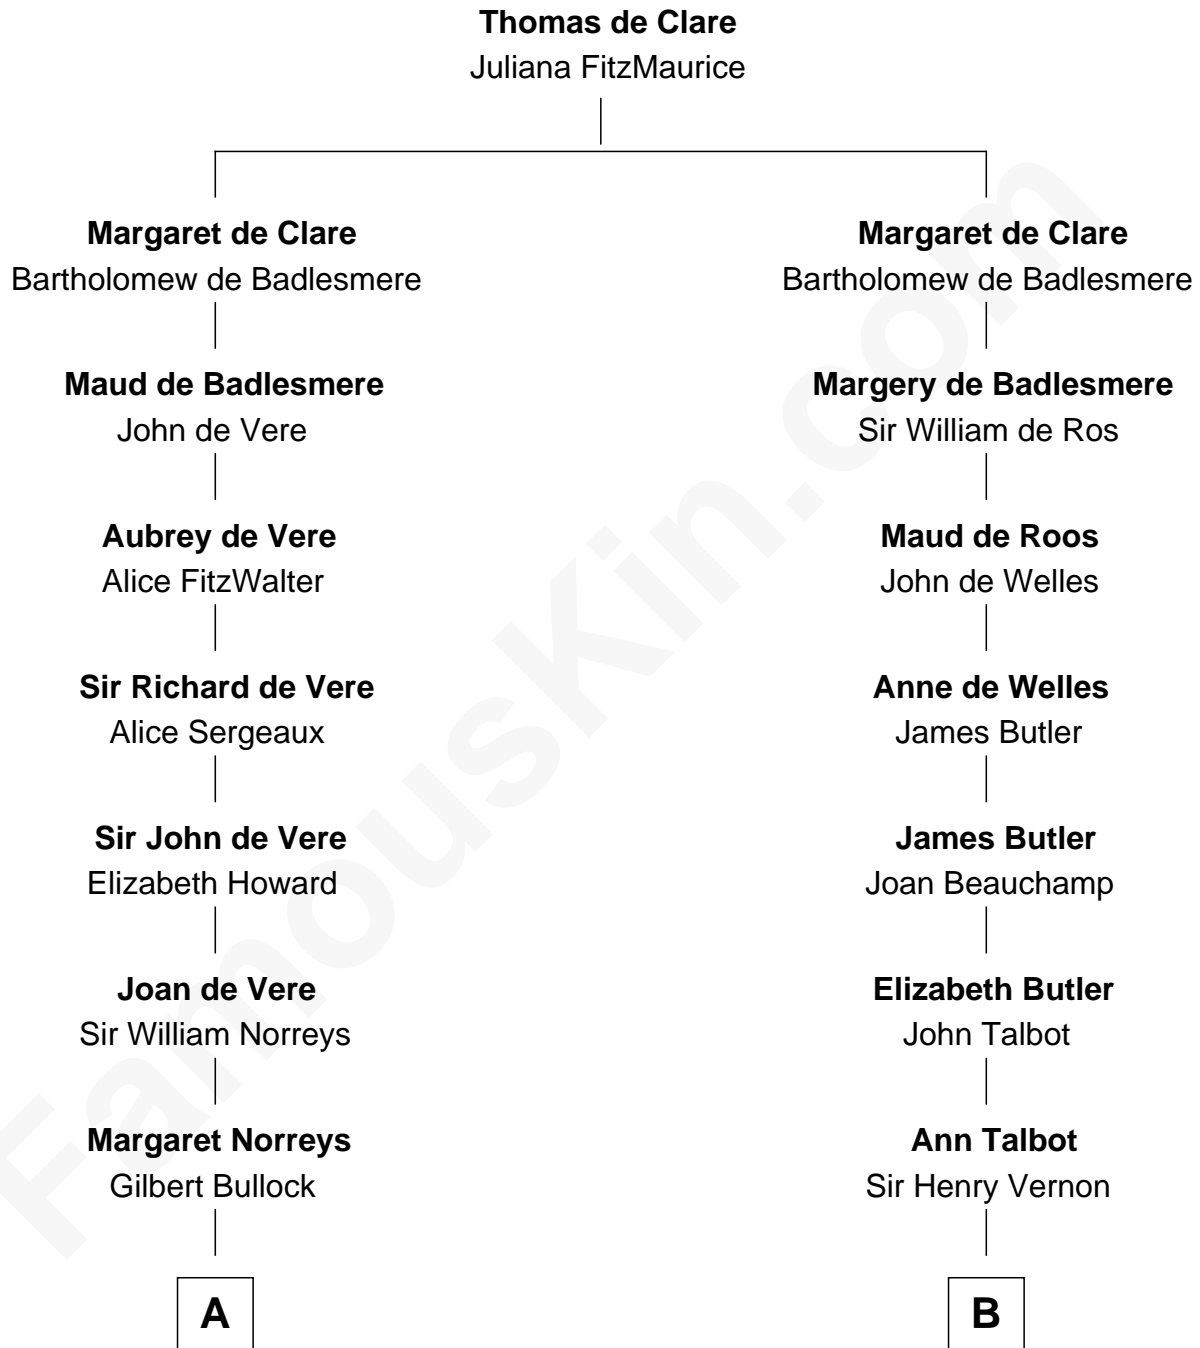 Thomas de Clare
Juliana FitzMaurice
Margaret de Clare
Bartholomew de Badlesmere
Margaret de Clare
Bartholomew de Badlesmere
Maud de Badlesmere
John de Vere
Margery de Badlesmere
Sir William de Ros
Aubrey de Vere
Alice FitzWalter
Maud de Roos
John de Welles
Sir Richard de Vere
Alice Sergeaux
Anne de Welles
James Butler
Sir John de Vere
Elizabeth Howard
James Butler
Joan Beauchamp
Joan de Vere
Sir William Norreys
Elizabeth Butler
John Talbot
Margaret Norreys
Gilbert Bullock
Ann Talbot
Sir Henry Vernon
A
B
FamousKin.com